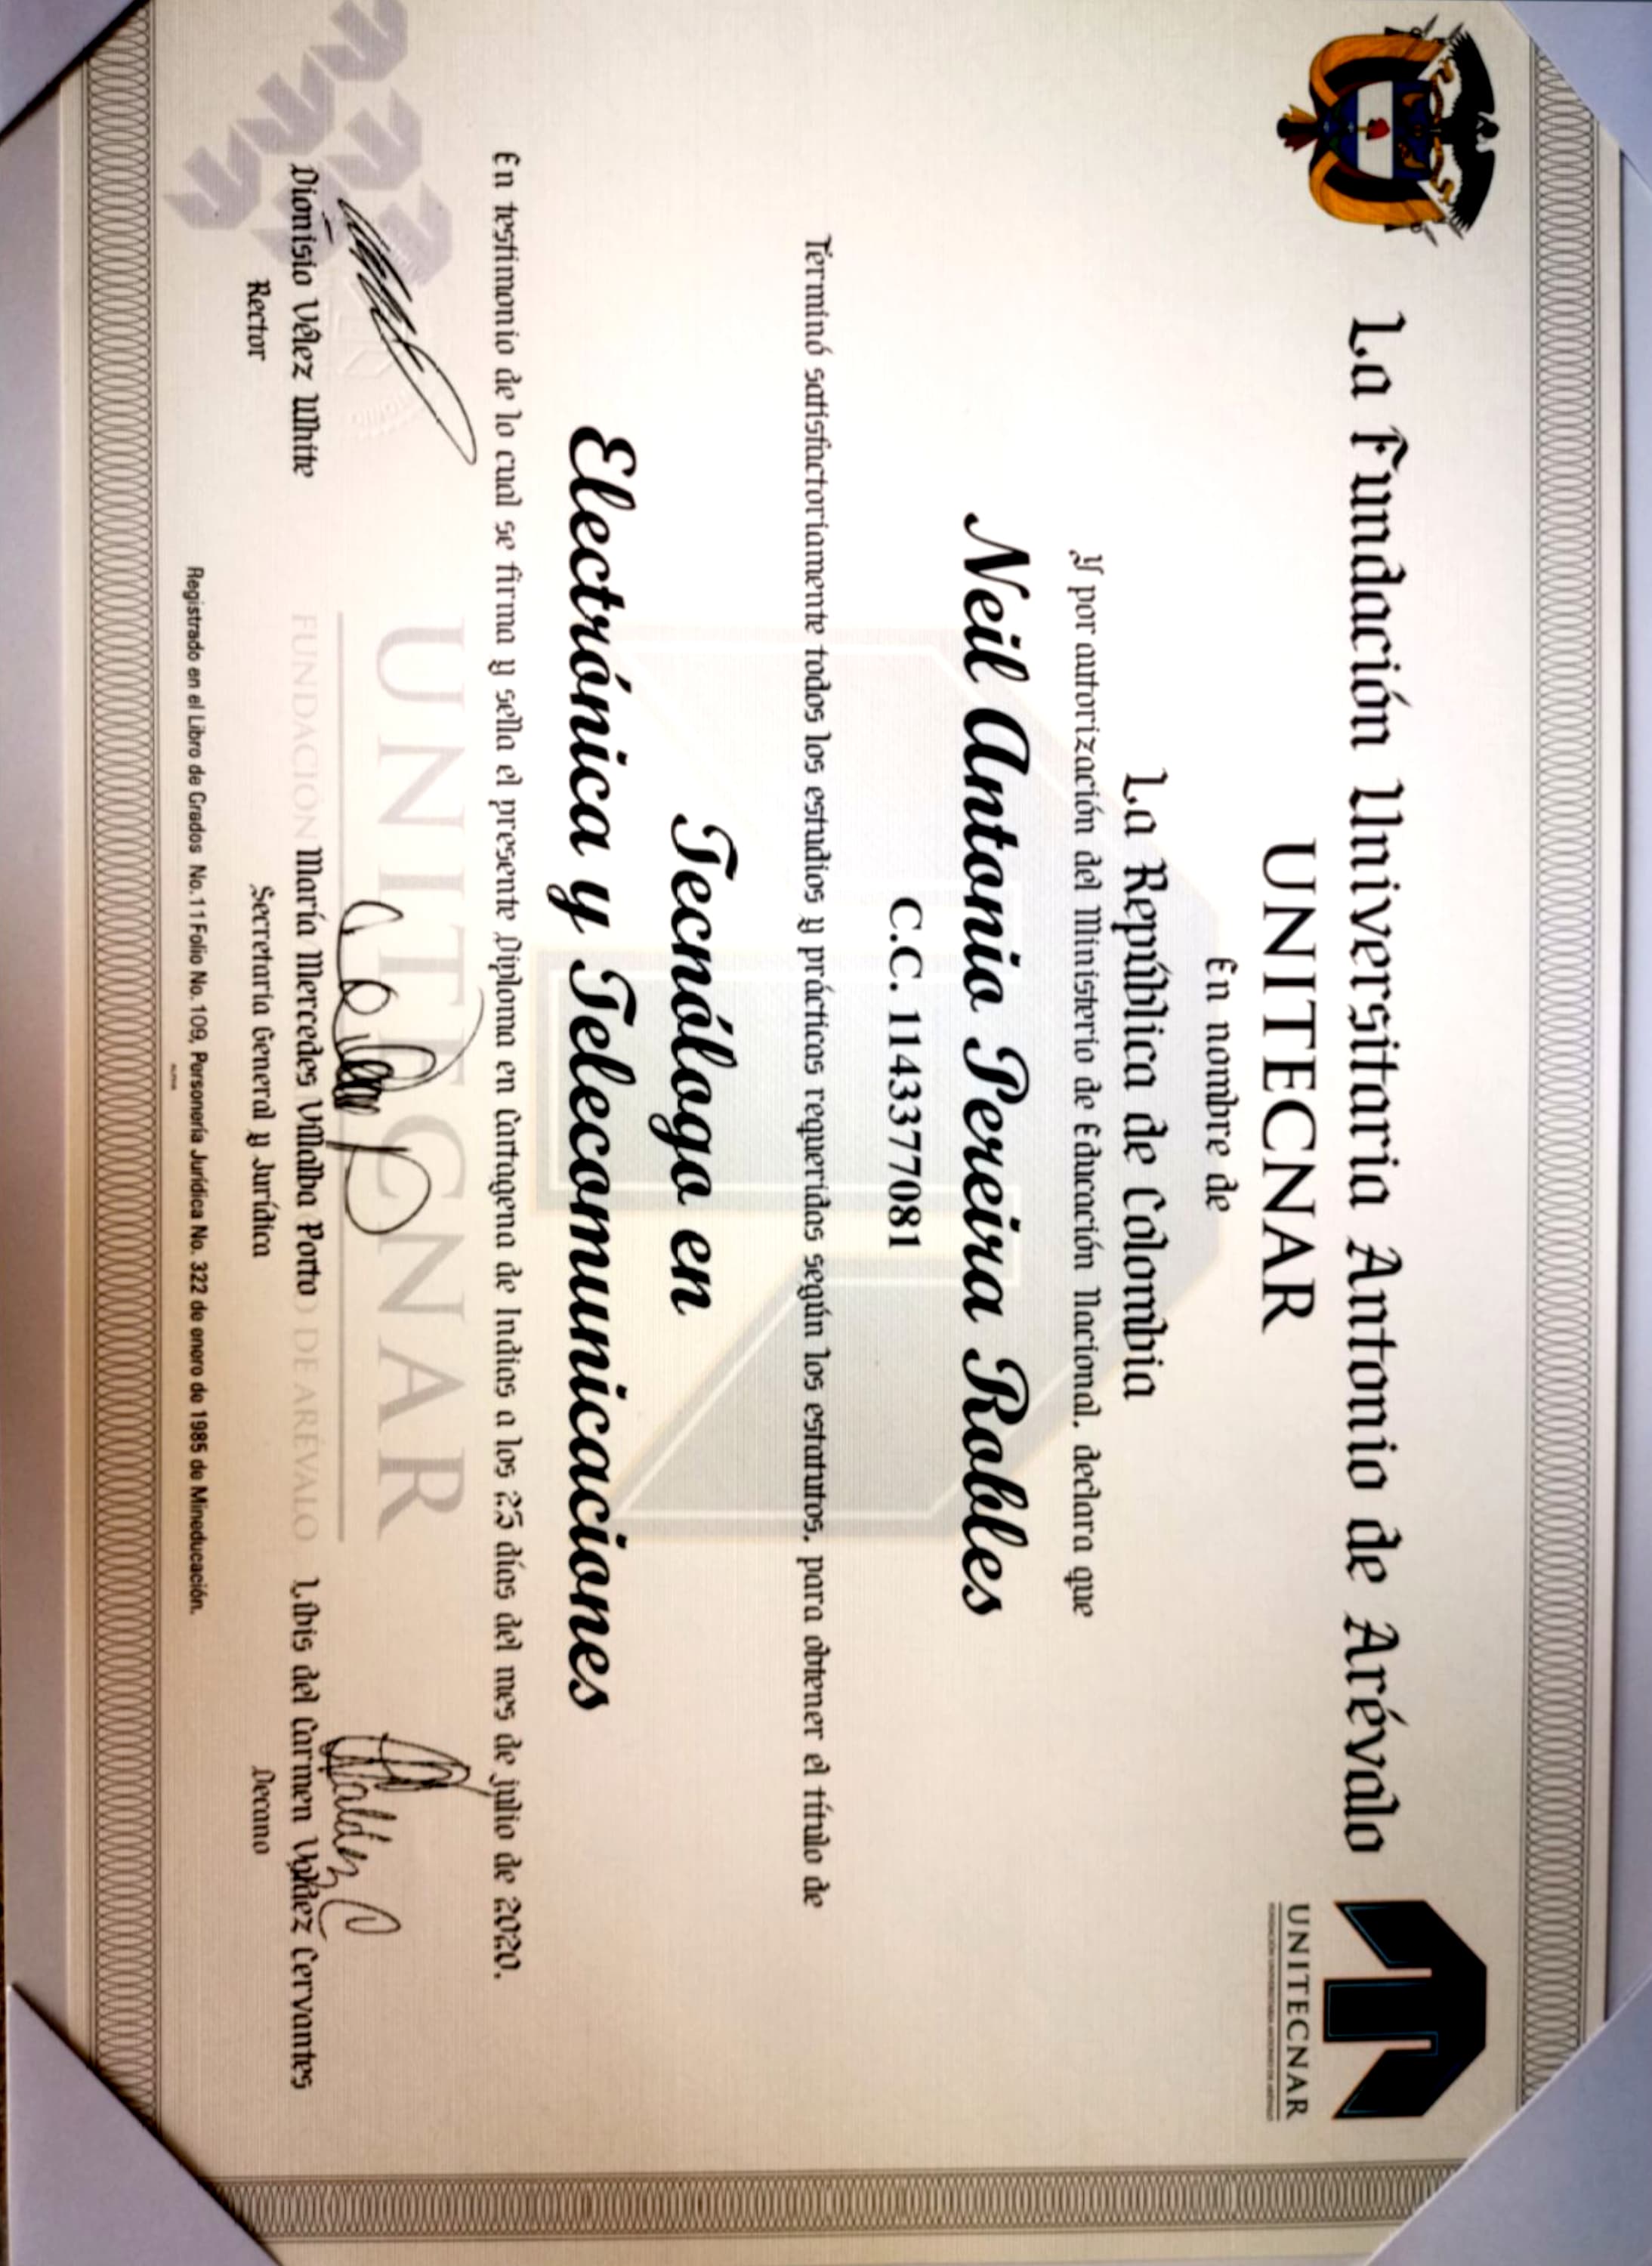 La Fundación Universitaria Antonio de Arévalo
UNITECNAR
UNITECNAR
En nombre de
La República de Colombia
Y por autorización del Ministerio de Educación Nacional, declara que
Neil Antonio Pereira Robles
C.C. 1143377081
Terminó satisfactoriamente todos los estudios y prácticas requeridas según los estatutos, para obtener el título de
Tecnólogo en
Electrónica y Telecomunicaciones
En testimonio de lo cual se firma y sella el presente Diploma en Cartagena de Indias a los 25 días del mes de julio de 2020.
UNITECNAR
FUNDACIÓN DE ARÉVALO
Dionisio Vélez White María Mercedes Villalba Porto Libis del Carmen Valdez Cervantes
Rector Secretaria General y Jurídica Decano
Registrado en el Libro de Grados No.11 Folio No. 109, Personería Jurídica No. 322 de enero de 1985 de Mineducación.